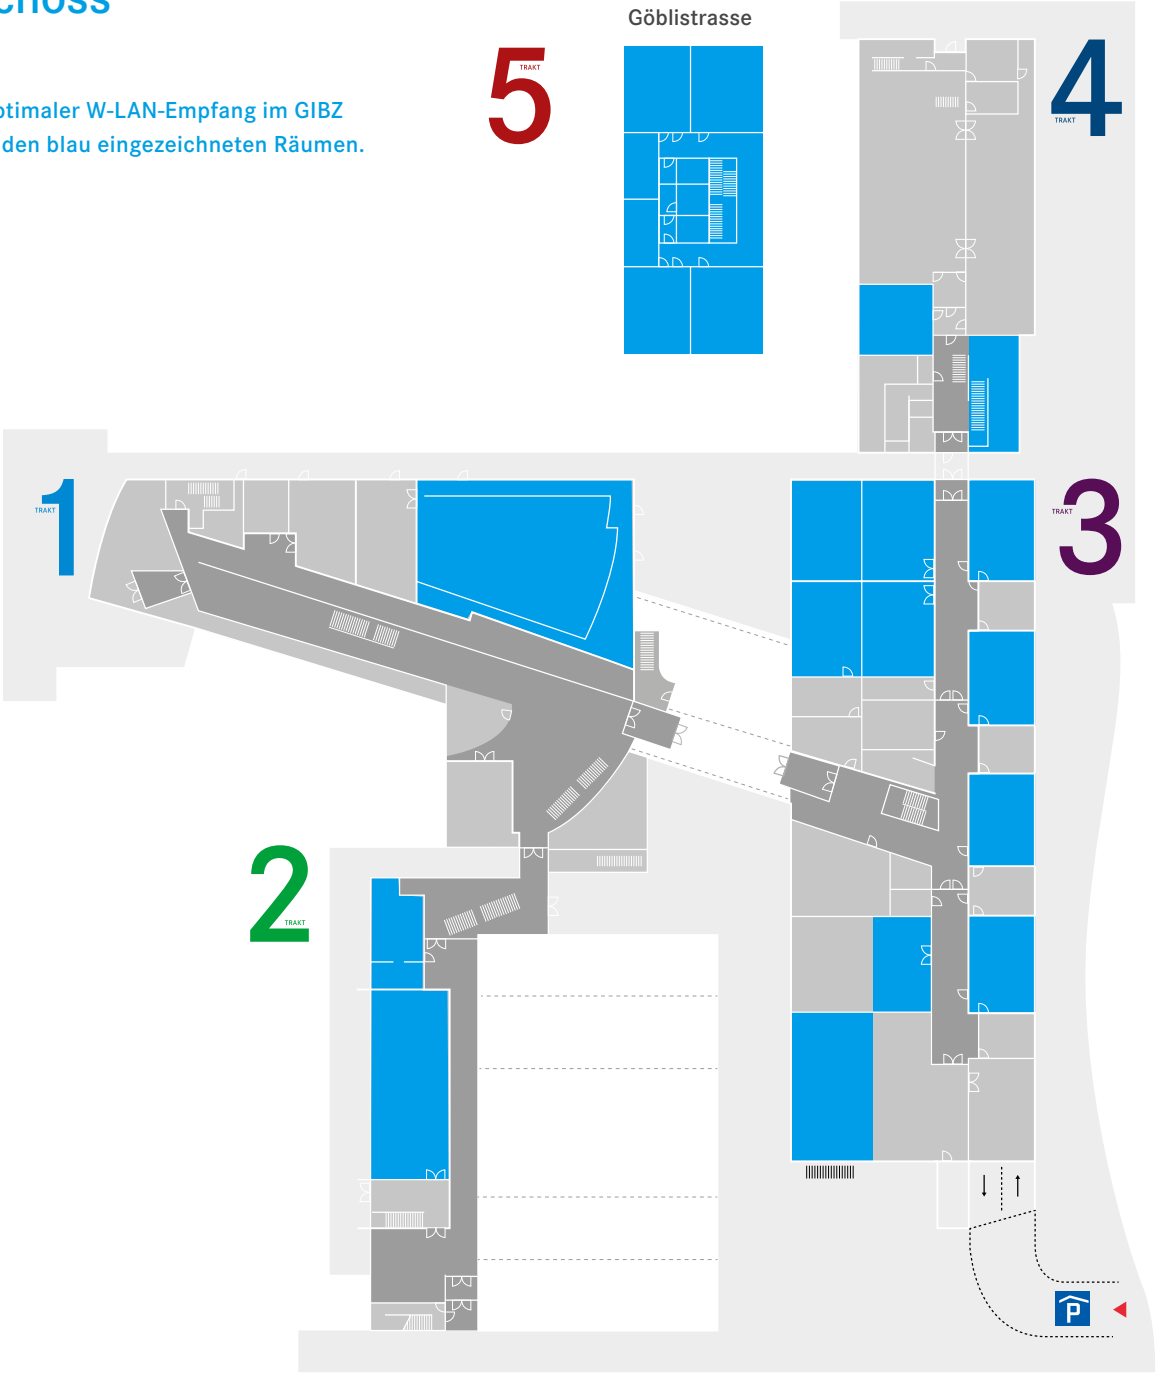 choss
ptimaler W-LAN-Empfang im GIBZ
den blau eingezeichneten Räumen.
Göblistrasse
5
TRAKT
4
TRAKT
1
TRAKT
3
TRAKT
2
TRAKT
P